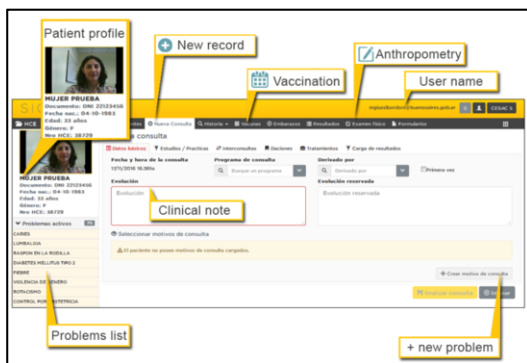 Patient profile
MUJER PRUEBA
Documento: DNI 22123456
Fecha nac.: 04-10-1983
Edad: 33 años
Género: F
Nro HCE: 38729
New record
Vaccination
Anthropometry
User name
CESAC 5
HCE
Nueva Consulta
Historia
Vacunas
Embarazos
Resultados
Examen físico
Formularios
consulta
Datos básicos
Estudios / Practicas
Interconsultas
Daciones
Tratamientos
Carga de resultados
Fecha y hora de la consulta
Programa de consulta
Derivado por
Busque un programa
Derivado por
Primera vez
MUJER PRUEBA
Documento: DNI 22123456
Fecha nac.: 04-10-1983
Edad: 33 años
Género: F
Nro HCE: 38729
Evolución
Evolución reservada
Evolución
Evolución reservada
Clinical note
Problemas activos
CARIES
LUMBALGIA
RASPON EN LA RODILLA
DIABETES MELLITUS TIPO 2
FIEBRE
VIOLENCIA DE GENERO
ROTACISMO
CONTROL POR OBSTETRICIA
Seleccionar motivos de consulta
El paciente no posee motivos de consulta cargados.
Crear motivo de consulta
Finalizar consulta
Problems list
+ new problem